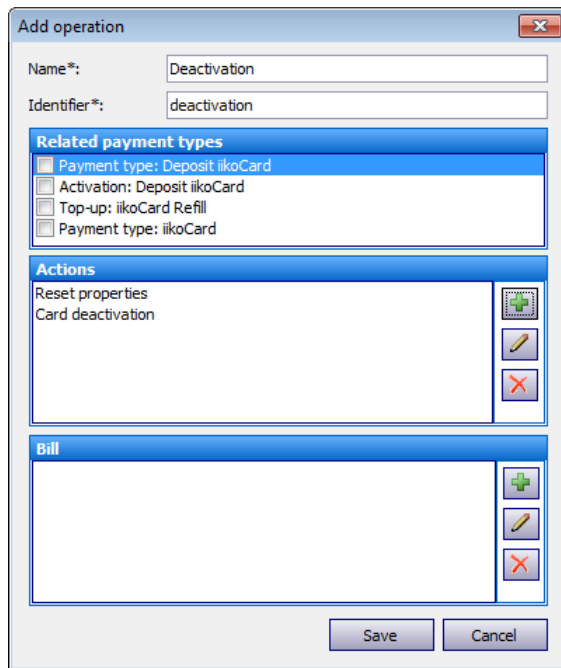 Add operation
Name*: Deactivation
Identifier*: deactivation
Related payment types
Payment type: Deposit iikoCard
Activation: Deposit iikoCard
Top-up: iikoCard Refill
Payment type: iikoCard
Actions
Reset properties
Card deactivation
Bill
Save Cancel